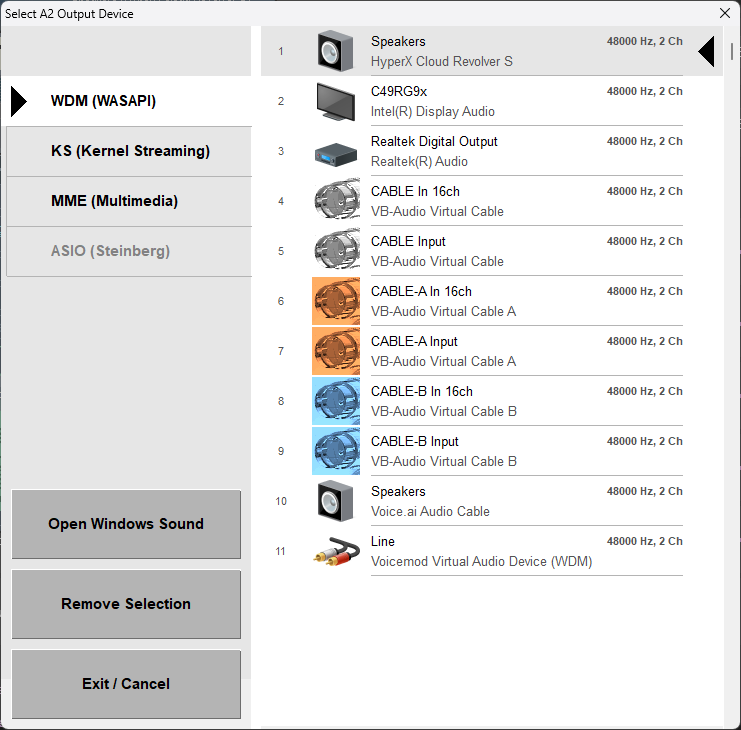 Select A2 Output Device
WDM (WASAPI)
KS (Kernel Streaming)
MME (Multimedia)
ASIO (Steinberg)
Open Windows Sound
Remove Selection
Exit / Cancel
1 Speakers 48000 Hz, 2 Ch
HyperX Cloud Revolver S
2 C49RG9x 48000 Hz, 2 Ch
Intel(R) Display Audio
3 Realtek Digital Output 48000 Hz, 2 Ch
Realtek(R) Audio
4 CABLE In 16ch 48000 Hz, 2 Ch
VB-Audio Virtual Cable
5 CABLE Input 48000 Hz, 2 Ch
VB-Audio Virtual Cable
6 CABLE-A In 16ch 48000 Hz, 2 Ch
VB-Audio Virtual Cable A
7 CABLE-A Input 48000 Hz, 2 Ch
VB-Audio Virtual Cable A
8 CABLE-B In 16ch 48000 Hz, 2 Ch
VB-Audio Virtual Cable B
9 CABLE-B Input 48000 Hz, 2 Ch
VB-Audio Virtual Cable B
10 Speakers 48000 Hz, 2 Ch
Voice.ai Audio Cable
11 Line 48000 Hz, 2 Ch
Voicemod Virtual Audio Device (WDM)